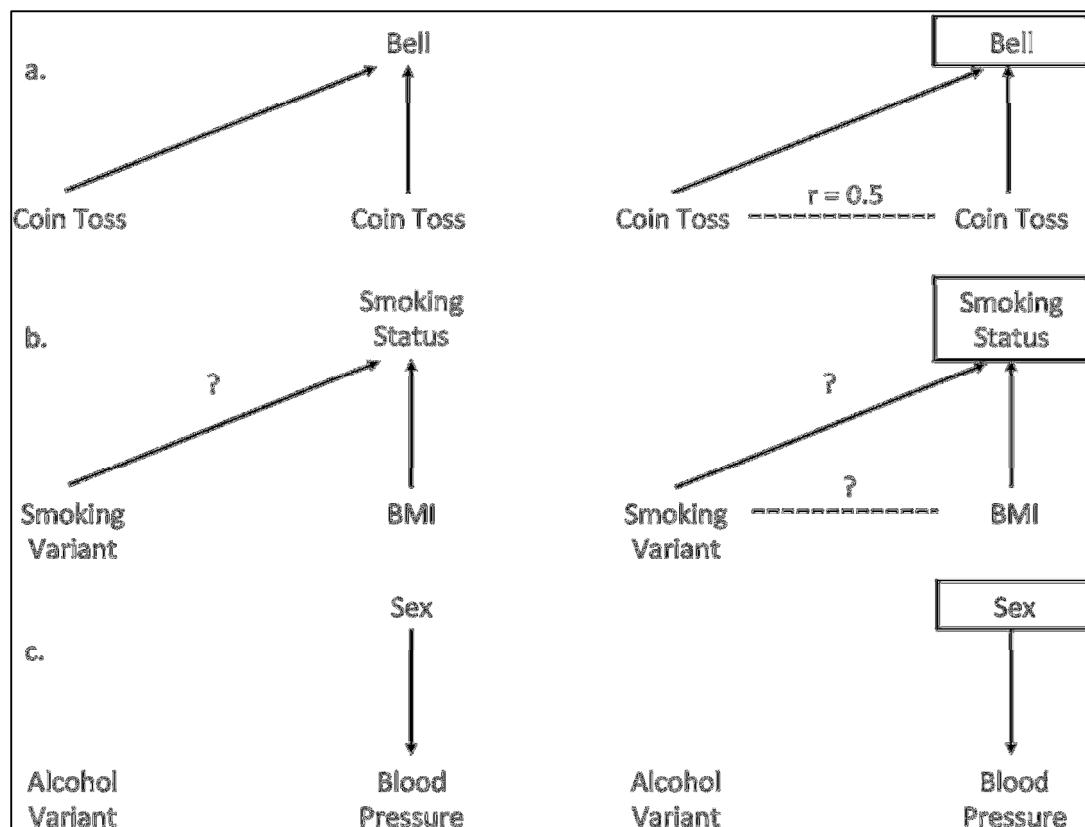 a.
Bell
Bell
Coin Toss
Coin Toss
Coin Toss
r = 0.5
Coin Toss
b.
Smoking
Status
Smoking
Status
?
?
Smoking
Variant
BMI
Smoking
Variant
?
BMI
c.
Sex
Sex
Alcohol
Variant
Blood
Pressure
Alcohol
Variant
Blood
Pressure